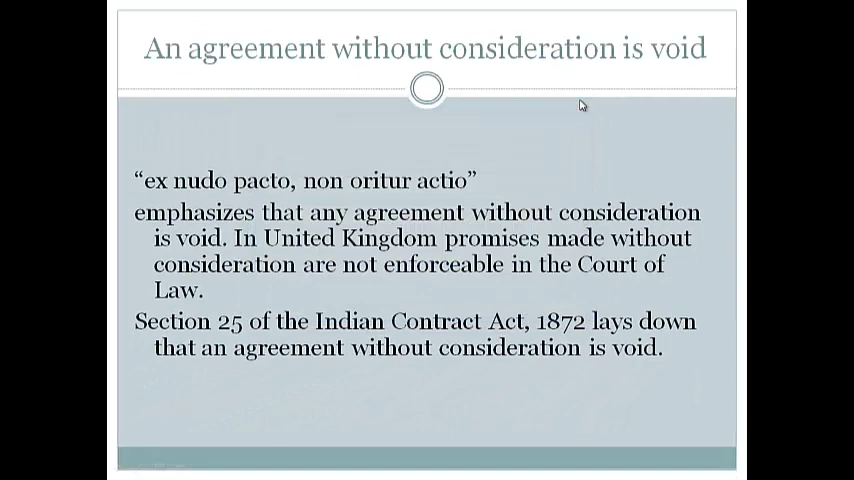 An agreement without consideration is void
“ex nudo pacto, non oritur actio”
emphasizes that any agreement without consideration
is void. In United Kingdom promises made without
consideration are not enforceable in the Court of
Law.
Section 25 of the Indian Contract Act, 1872 lays down
that an agreement without consideration is void.